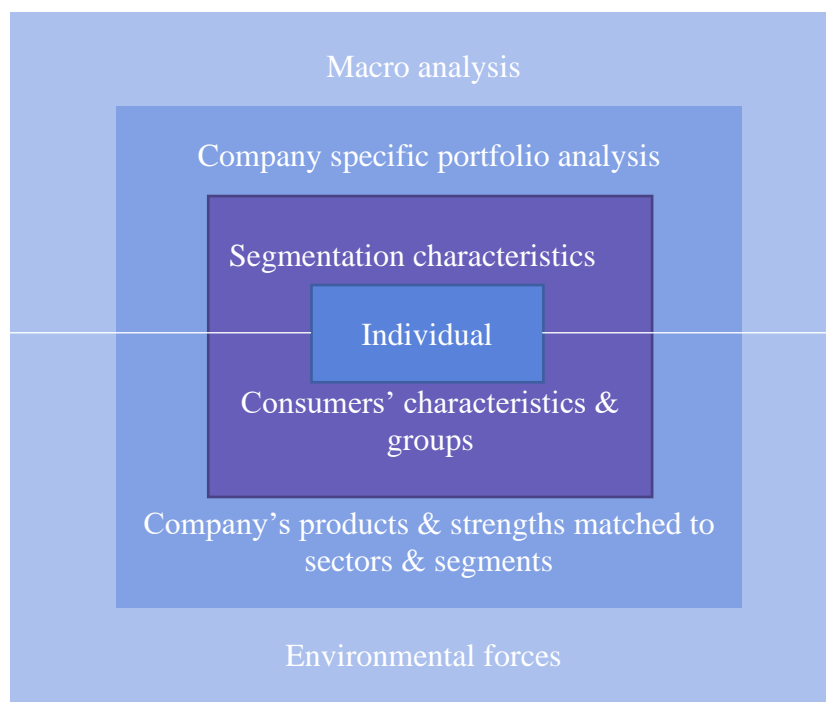 Macro analysis
Company specific portfolio analysis
Segmentation characteristics
Individual
Consumers’ characteristics &
groups
Company’s products & strengths matched to
sectors & segments
Environmental forces